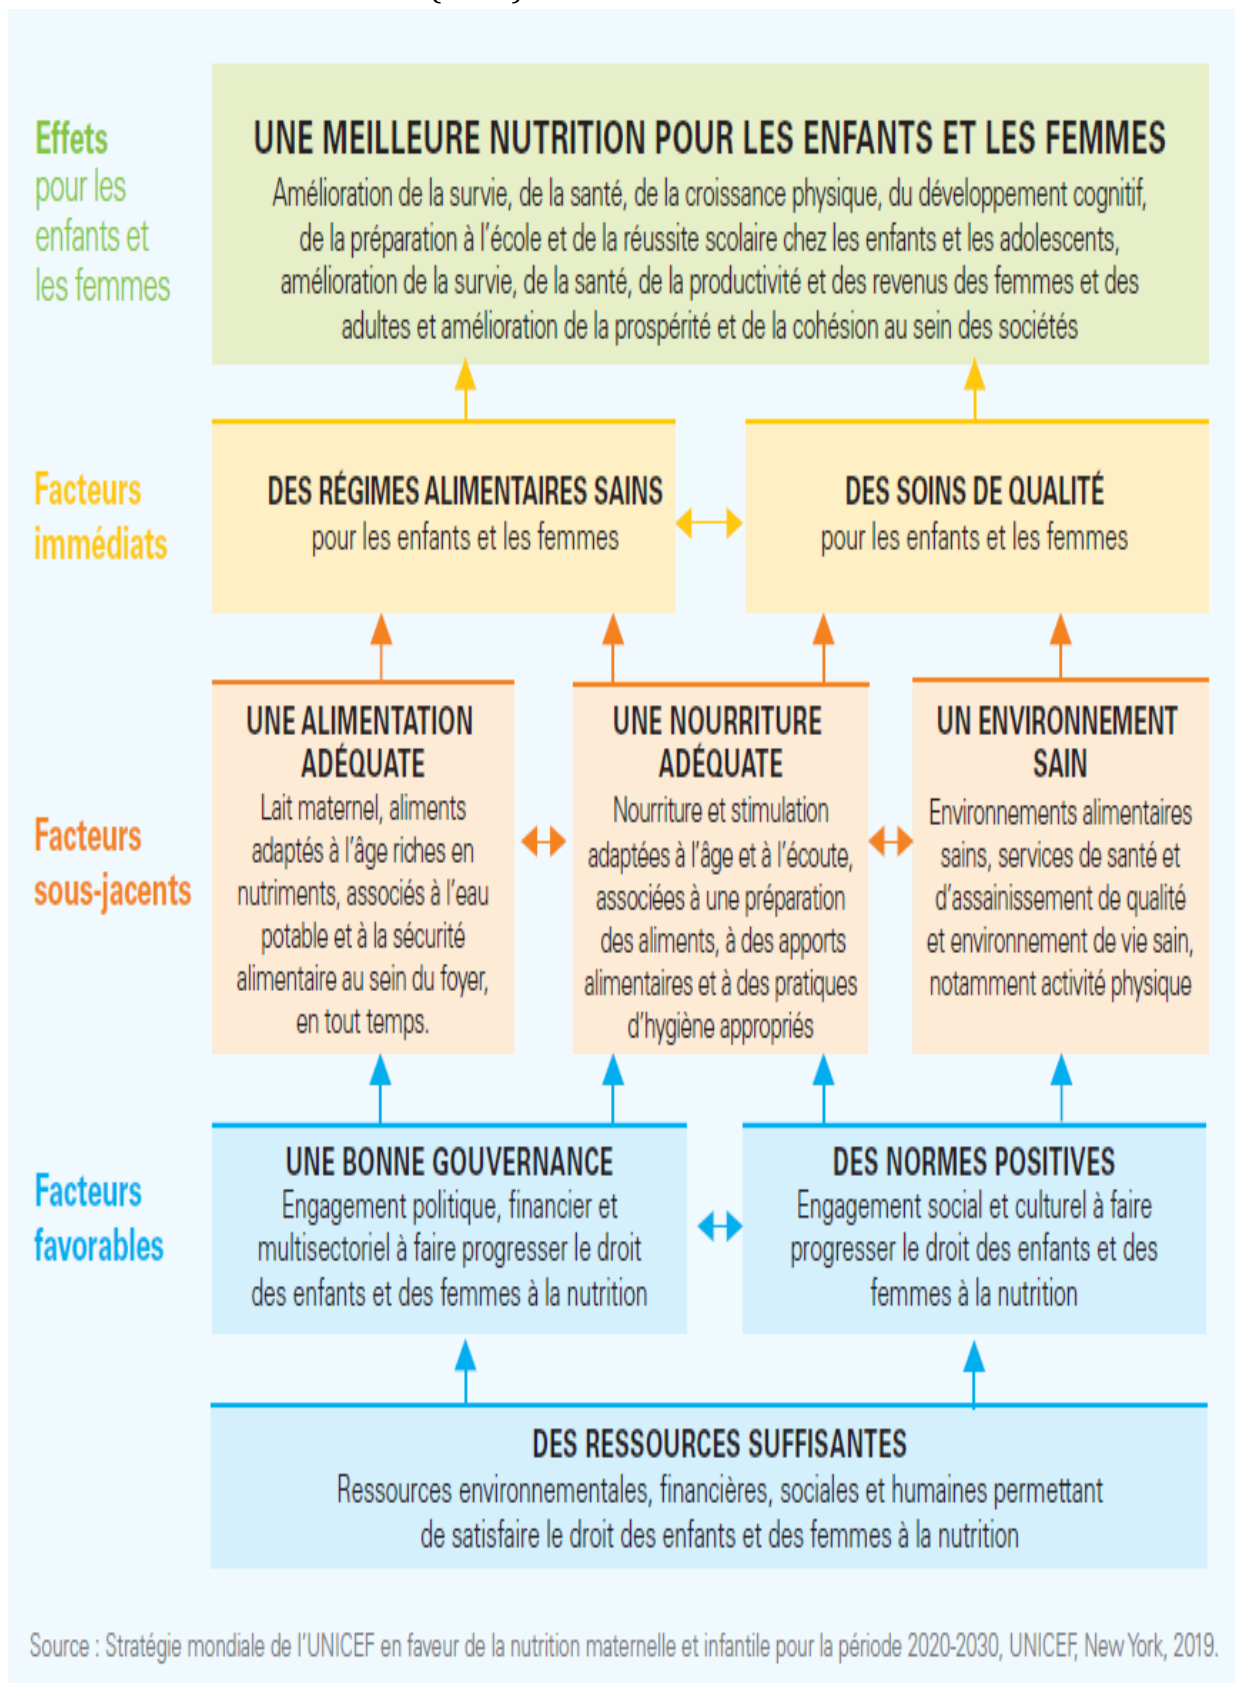 Effets
pour les
enfants et
les femmes
UNE MEILLEURE NUTRITION POUR LES ENFANTS ET LES FEMMES
Amélioration de la survie, de la santé, de la croissance physique, du développement cognitif,
de la préparation à l'école et de la réussite scolaire chez les enfants et les adolescents,
amélioration de la survie, de la santé, de la productivité et des revenus des femmes et des
adultes et amélioration de la prospérité et de la cohésion au sein des sociétés
Facteurs
immédiats
DES RÉGIMES ALIMENTAIRES SAINS
pour les enfants et les femmes
DES SOINS DE QUALITÉ
pour les enfants et les femmes
Facteurs
sous-jacents
UNE ALIMENTATION
ADÉQUATE
Lait maternel, aliments
adaptés à l'âge riches en
nutriments, associés à l'eau
potable et à la sécurité
alimentaire au sein du foyer,
en tout temps.
UNE NOURRITURE
ADÉQUATE
Nourriture et stimulation
adaptées à l'âge et à l'écoute,
associées à une préparation
des aliments, à des apports
alimentaires et à des pratiques
d'hygiène appropriés
UN ENVIRONNEMENT
SAIN
Environnements alimentaires
sains, services de santé et
d'assainissement de qualité
et environnement de vie sain,
notamment activité physique
Facteurs
favorables
UNE BONNE GOUVERNANCE
Engagement politique, financier et
multisectoriel à faire progresser le droit
des enfants et des femmes à la nutrition
DES NORMES POSITIVES
Engagement social et culturel à faire
progresser le droit des enfants et des
femmes à la nutrition
DES RESSOURCES SUFFISANTES
Ressources environnementales, financières, sociales et humaines permettant
de satisfaire le droit des enfants et des femmes à la nutrition
Source : Stratégie mondiale de l'UNICEF en faveur de la nutrition maternelle et infantile pour la période 2020-2030, UNICEF, New York, 2019.